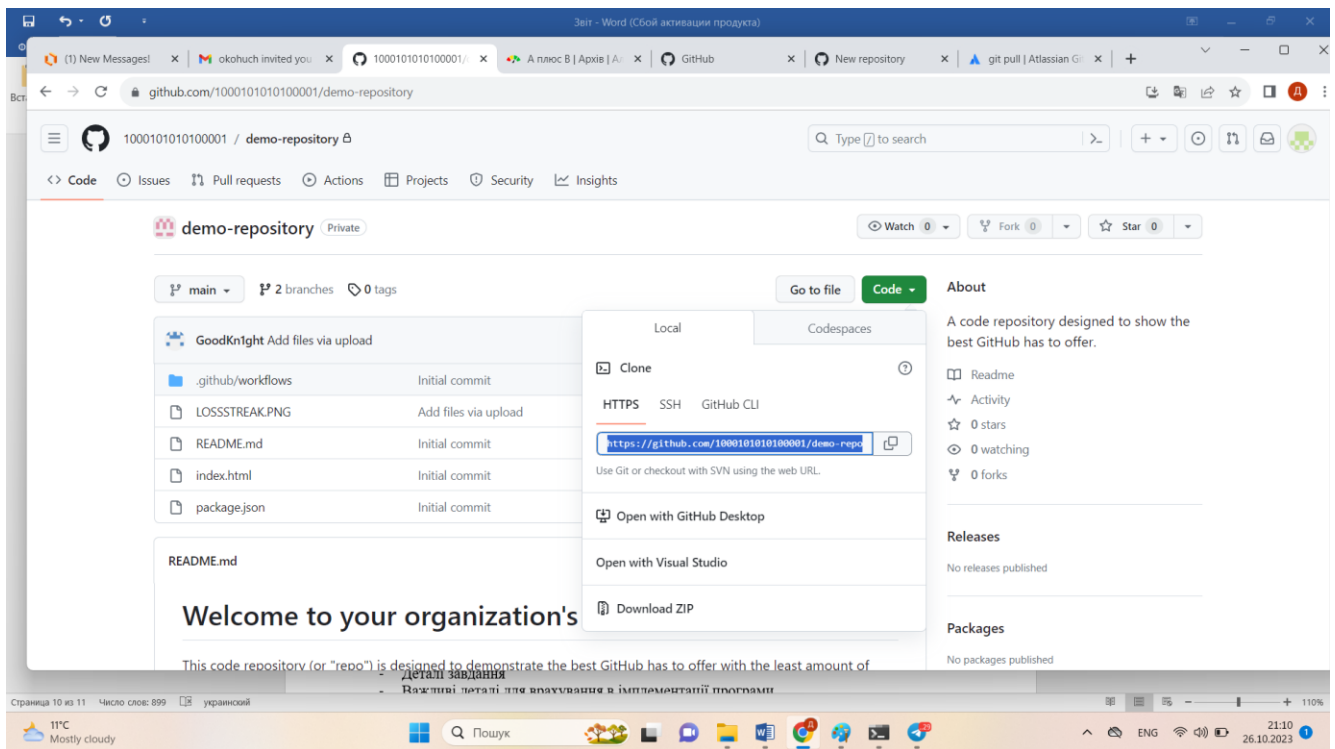 Звіт - Word (Сбой активации продукта)
(1) New Messages!
okohuch invited you
1000101010100001/
А плюс B | Архів | А
GitHub
New repository
git pull | Atlassian Gi
github.com/1000101010100001/demo-repository
Д
Вст
1000101010100001 / demo-repository
Type / to search
<> Code
Issues
Pull requests
Actions
Projects
Security
Insights
demo-repository Private
Watch 0
Fork 0
Star 0
main
2 branches
0 tags
Go to file
Code
GoodKn1ght Add files via upload
.github/workflows Initial commit
LOSSSTREAK.PNG Add files via upload
README.md Initial commit
index.html Initial commit
package.json Initial commit
Local
Codespaces
Clone
HTTPS SSH GitHub CLI
https://github.com/1000101010100001/demo-repo
Use Git or checkout with SVN using the web URL.
Open with GitHub Desktop
Open with Visual Studio
Download ZIP
About
A code repository designed to show the
best GitHub has to offer.
Readme
Activity
0 stars
0 watching
0 forks
Releases
No releases published
Packages
No packages published
README.md
Welcome to your organization's
This code repository (or "repo") is designed to demonstrate the best GitHub has to offer with the least amount of
- Деталі завдання
- Важливі деталі для врахування в імплементації програми
Страница 10 из 11 Число слов: 899 украинский
110%
11°C
Mostly cloudy
Пошук
Д
29
ENG
21:10
26.10.2023
1